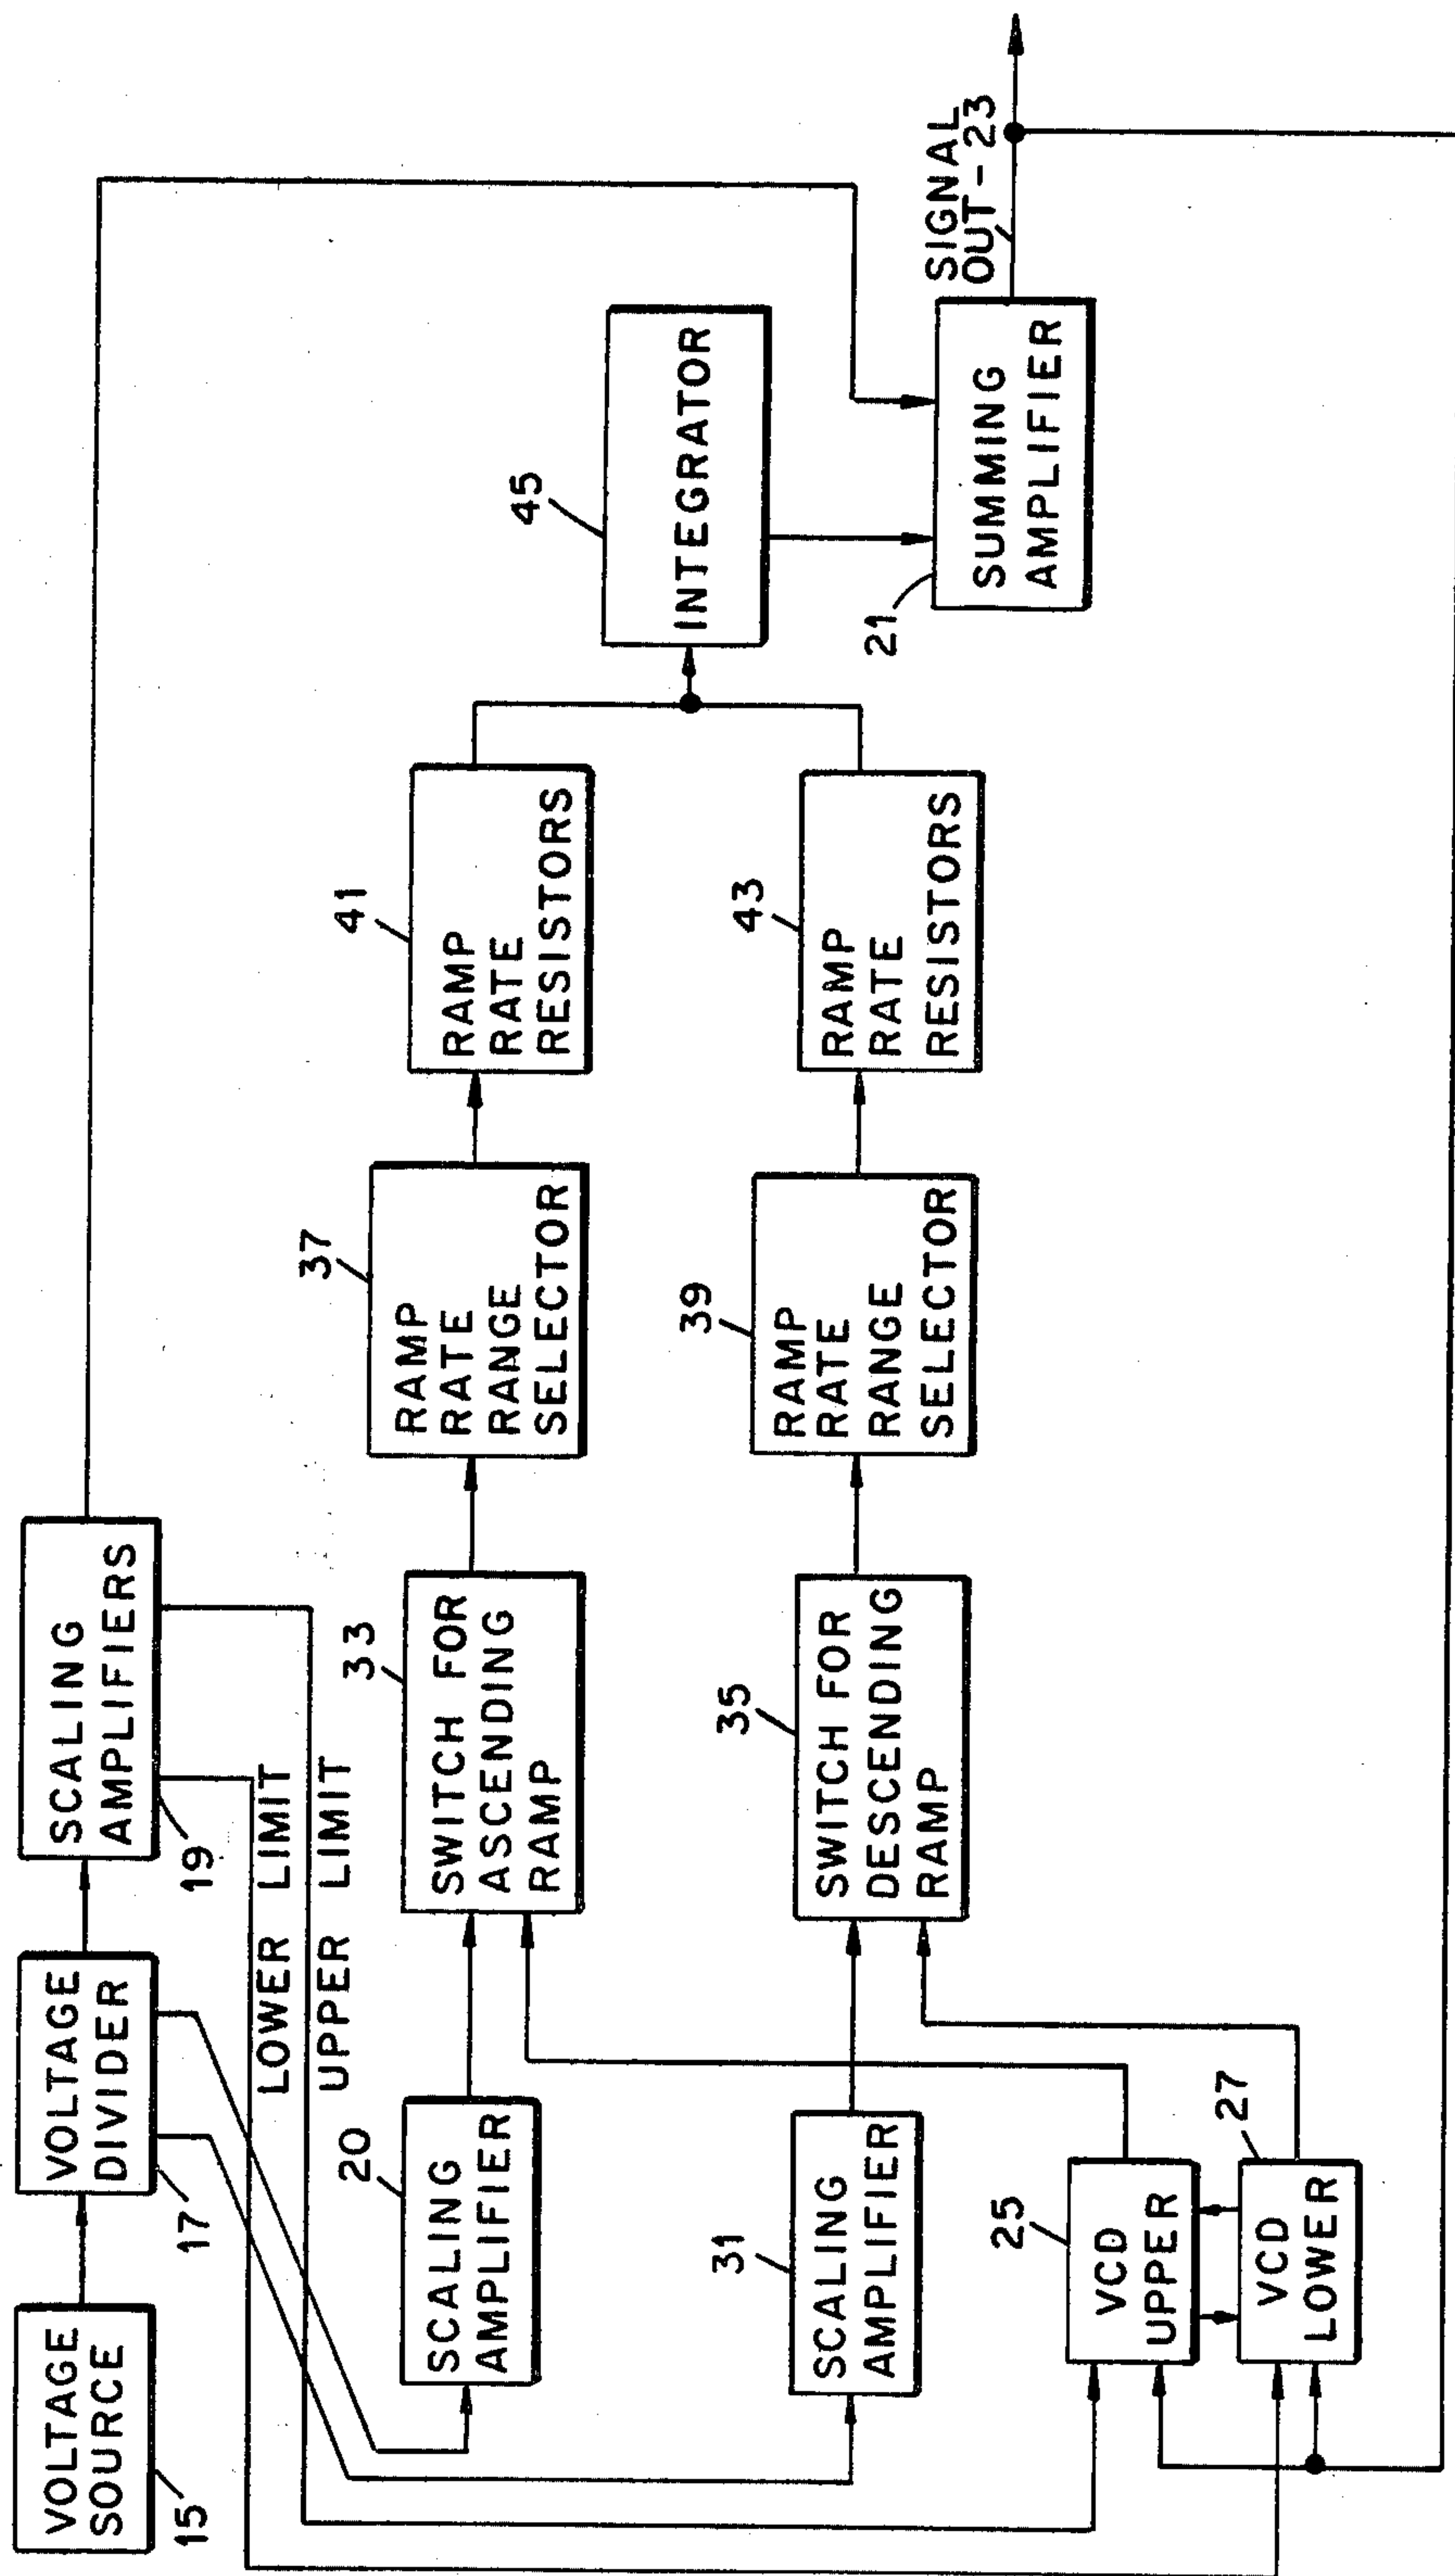 VOLTAGE
SOURCE
15
VOLTAGE
DIVIDER
17
SCALING
AMPLIFIERS
19
LOWER LIMIT
UPPER LIMIT
20
SCALING
AMPLIFIER
33
SWITCH FOR
ASCENDING
RAMP
37
RAMP
RATE
RANGE
SELECTOR
41
RAMP
RATE
RESISTORS
45
INTEGRATOR
31
SCALING
AMPLIFIER
35
SWITCH FOR
DESCENDING
RAMP
39
RAMP
RATE
RANGE
SELECTOR
43
RAMP
RATE
RESISTORS
21
SUMMING
AMPLIFIER
SIGNAL
OUT-23
25
VCD
UPPER
27
VCD
LOWER